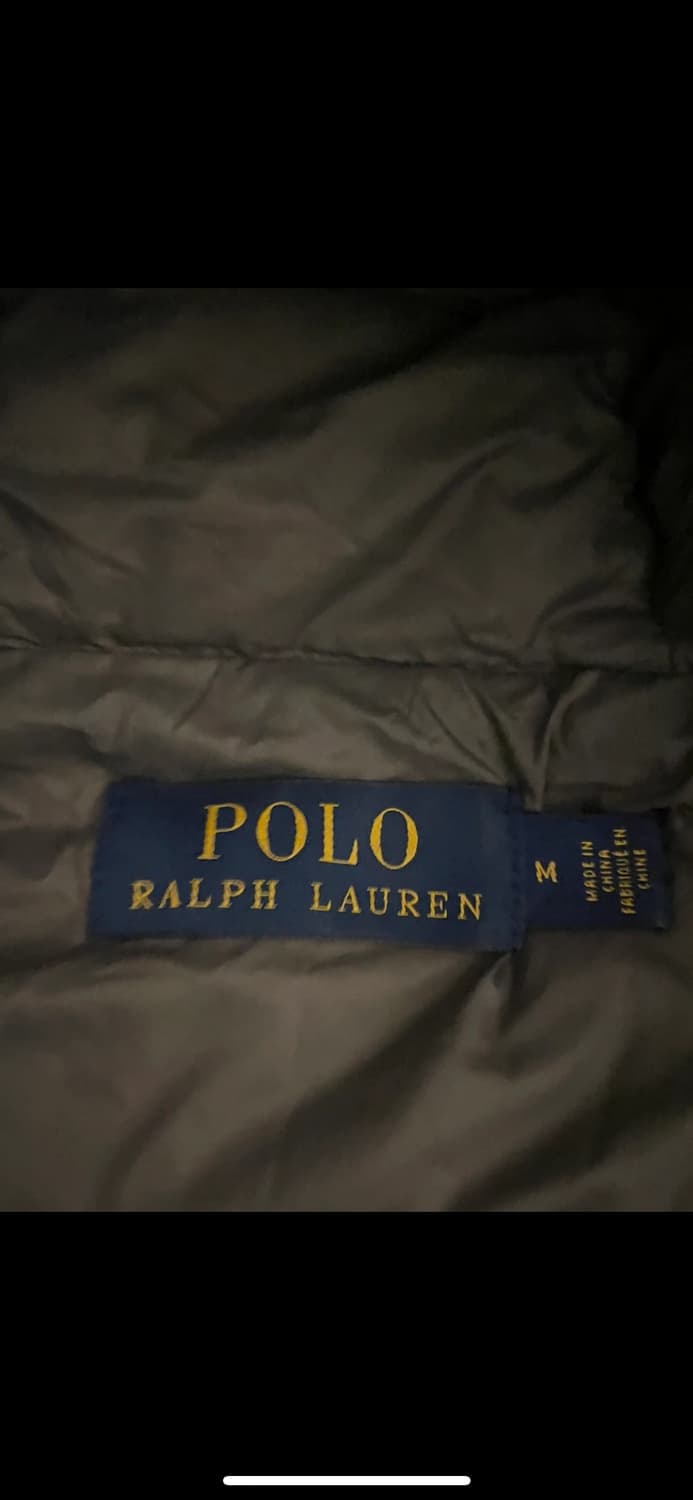 POLO
RALPH LAUREN
M
MADE IN
CHINA
FABRIQUÉ EN
CHINE